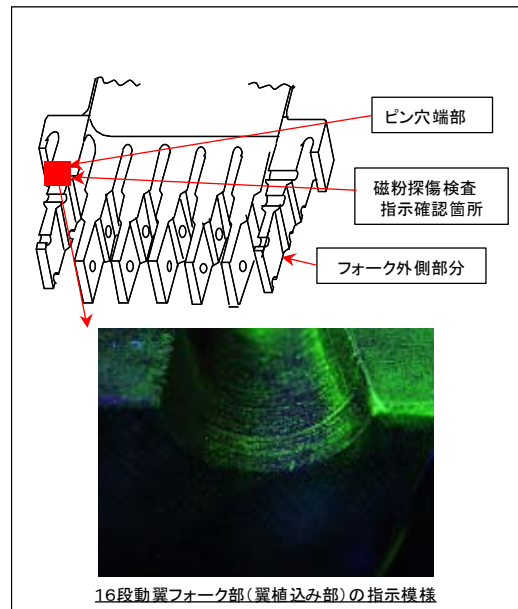 ピン穴端部
磁粉探傷検査
指示確認箇所
フォーク外側部分
16段動翼フォーク部(翼植込み部)の指示模様